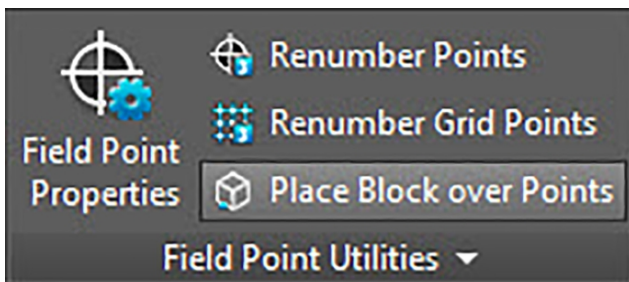 Field Point
Properties
Renumber Points
Renumber Grid Points
Place Block over Points
Field Point Utilities